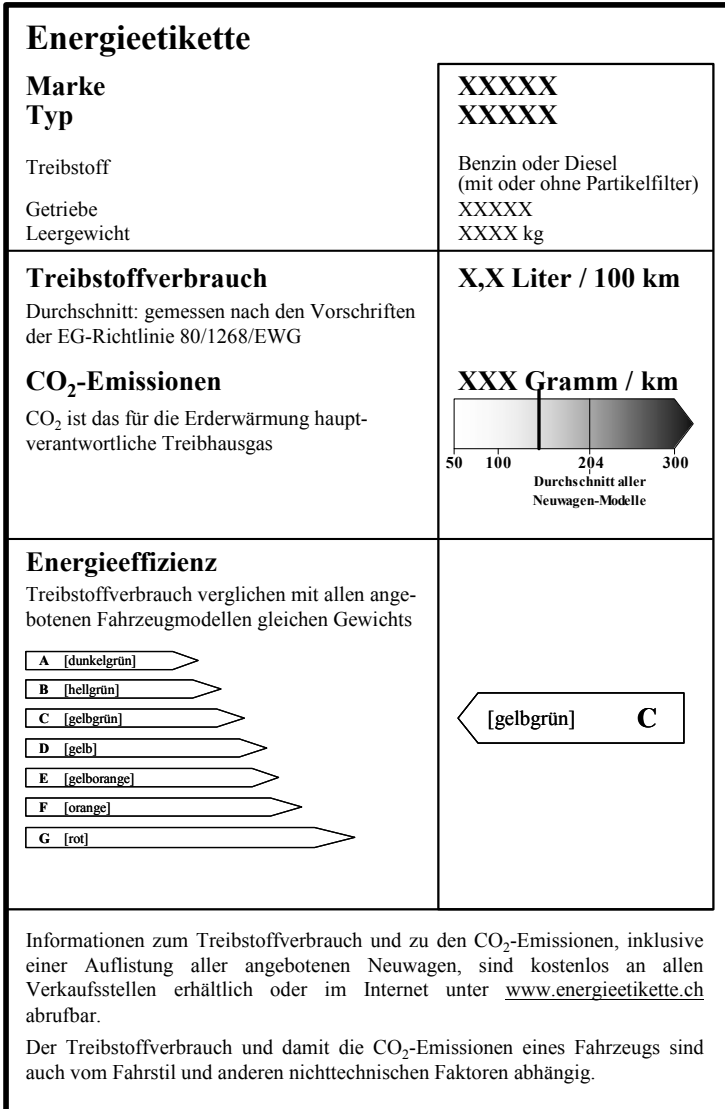 Energieetikette
Marke XXXXX
Typ XXXXX
Treibstoff Benzin oder Diesel
(mit oder ohne Partikelfilter)
Getriebe XXXXX
Leergewicht XXXX kg
Treibstoffverbrauch X,X Liter / 100 km
Durchschnitt: gemessen nach den Vorschriften
der EG-Richtlinie 80/1268/EWG
CO₂-Emissionen XXX Gramm / km
CO₂ ist das für die Erderwärmung haupt-
verantwortliche Treibhausgas
50 100 204 300
Durchschnitt aller
Neuwagen-Modelle
Energieeffizienz
Treibstoffverbrauch verglichen mit allen ange-
botenen Fahrzeugmodellen gleichen Gewichts
A [dunkelgrün]
B [hellgrün]
C [gelbgrün]
D [gelb]
E [gelborange]
F [orange]
G [rot]
[gelbgrün] C
Informationen zum Treibstoffverbrauch und zu den CO₂-Emissionen, inklusive
einer Auflistung aller angebotenen Neuwagen, sind kostenlos an allen
Verkaufsstellen erhältlich oder im Internet unter www.energieetikette.ch
abrufbar.
Der Treibstoffverbrauch und damit die CO₂-Emissionen eines Fahrzeugs sind
auch vom Fahrstil und anderen nichttechnischen Faktoren abhängig.